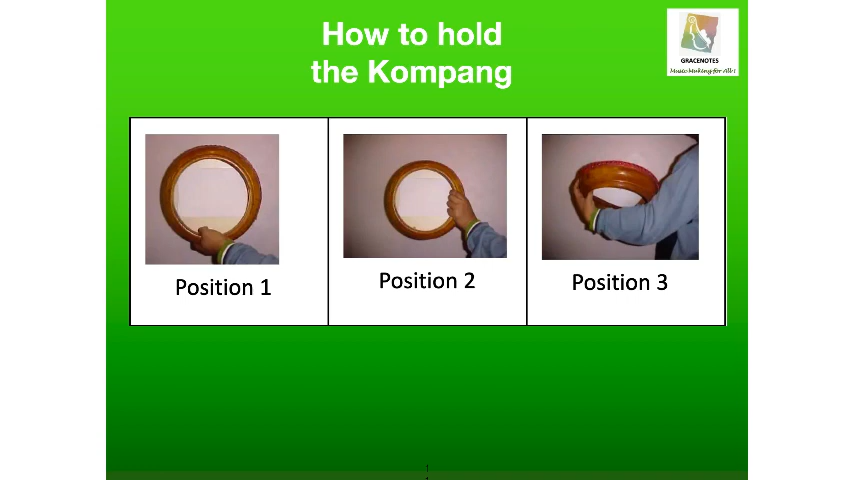 How to hold
the Kompang
GRACENOTES
Music-Making for All!
Position 1
Position 2
Position 3